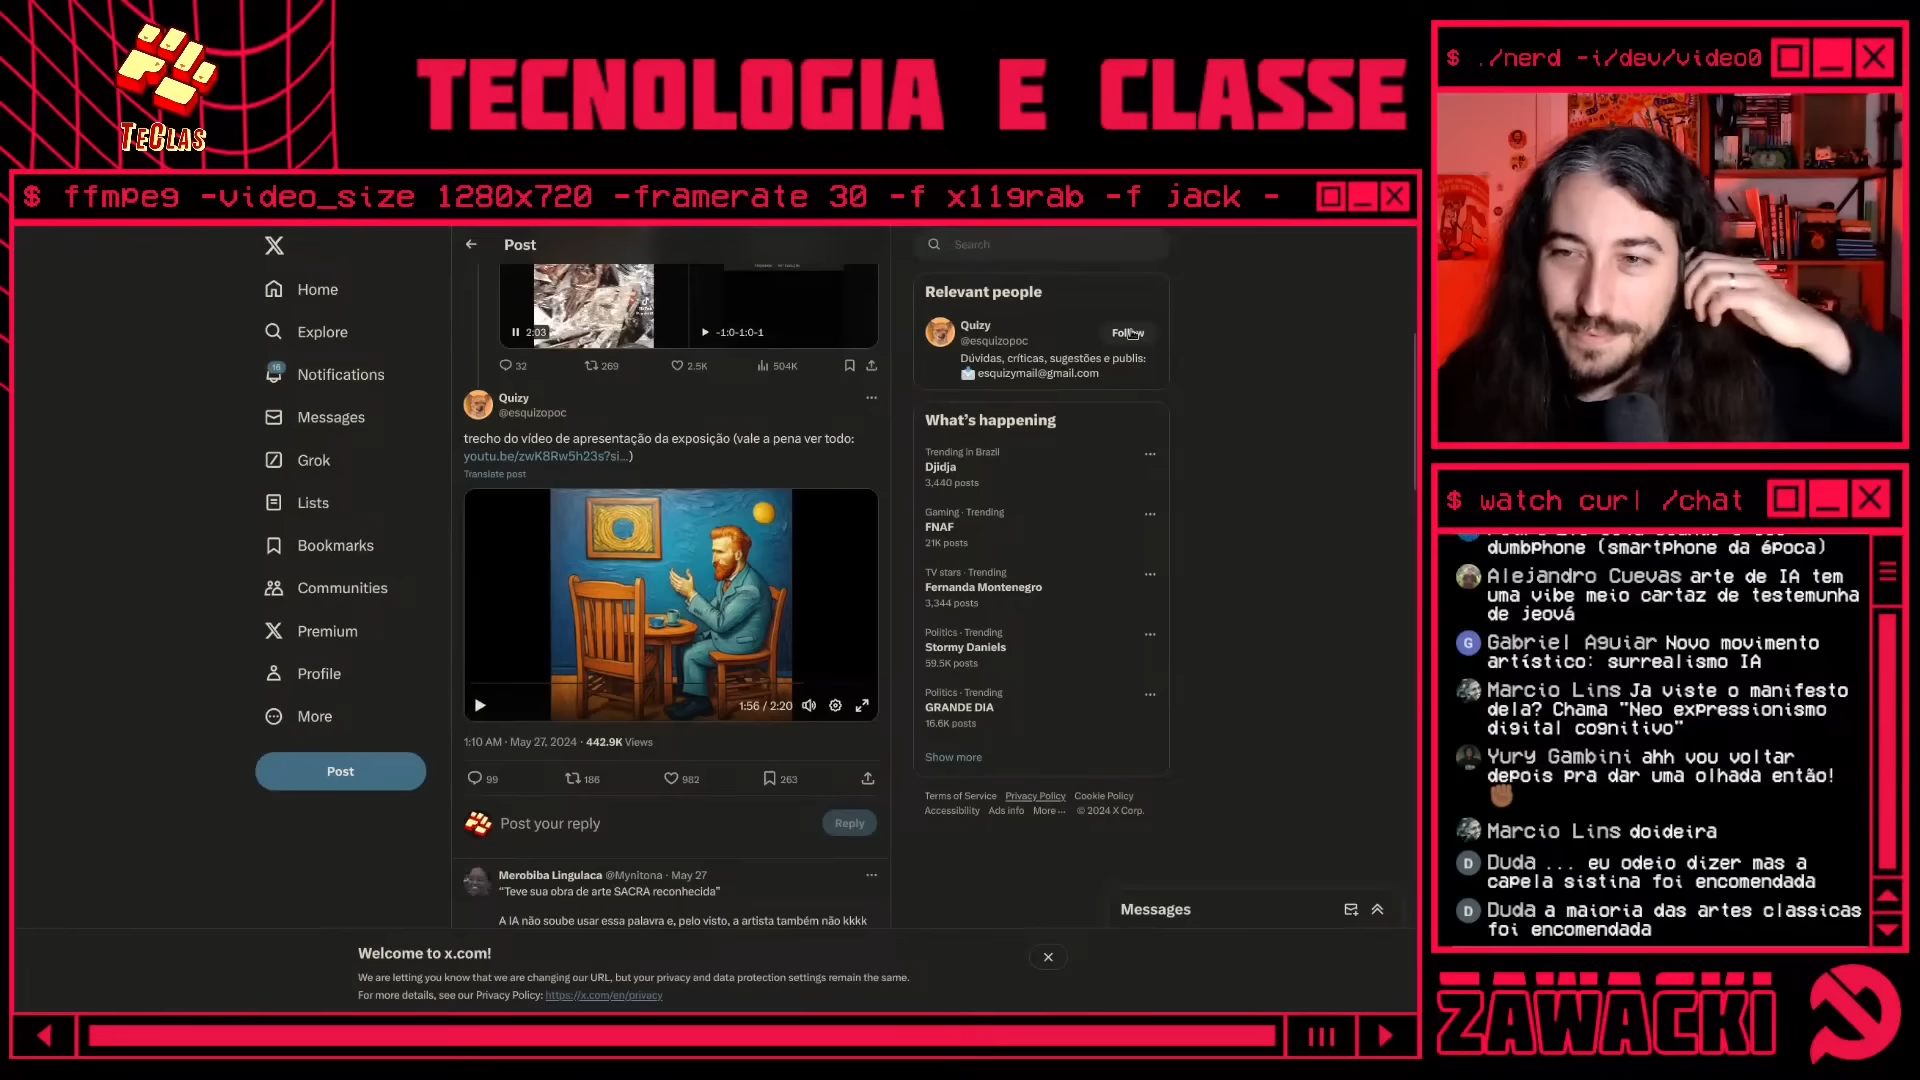 TECLAS
TECNOLOGIA E CLASSE
$ ffmpeg -video_size 1280x720 -framerate 30 -f x11grab -f jack -
Home
Explore
16
Notifications
Messages
Grok
Lists
Bookmarks
Communities
Premium
Profile
More
Post
Post
2:03
-1:0-1:0-1
32
269
2.5K
504K
Quizy
@esquizopoc
trecho do vídeo de apresentação da exposição (vale a pena ver todo:
youtu.be/zwK8Rw5h23s?si...)
Translate post
1:56 / 2:20
1:10 AM · May 27, 2024 · 442.9K Views
99
186
982
263
Post your reply
Reply
Merobiba Lingulaca @Mynitona · May 27
“Teve sua obra de arte SACRA reconhecida”
A IA não soube usar essa palavra e, pelo visto, a artista também não kkkk
Search
Relevant people
Quizy
@esquizopoc
Follow
Dúvidas, críticas, sugestões e publis:
esquizymail@gmail.com
What’s happening
Trending in Brazil
Djidja
3,440 posts
Gaming · Trending
FNAF
21K posts
TV stars · Trending
Fernanda Montenegro
3,344 posts
Politics · Trending
Stormy Daniels
59.5K posts
Politics · Trending
GRANDE DIA
16.6K posts
Show more
Terms of Service Privacy Policy Cookie Policy
Accessibility Ads info More ··· © 2024 X Corp.
Messages
Welcome to x.com!
We are letting you know that we are changing our URL, but your privacy and data protection settings remain the same.
For more details, see our Privacy Policy: https://x.com/en/privacy
$ ./nerd -i/dev/video0
$ watch curl /chat
dumbphone (smartphone da época)
Alejandro Cuevas arte de IA tem
uma vibe meio cartaz de testemunha
de jeová
G Gabriel Aguiar Novo movimento
artístico: surrealismo IA
Marcio Lins Ja viste o manifesto
dela? Chama "Neo expressionismo
digital cognitivo"
Yury Gambini ahh vou voltar
depois pra dar uma olhada então!
Marcio Lins doideira
D Duda ... eu odeio dizer mas a
capela sistina foi encomendada
D Duda a maioria das artes classicas
foi encomendada
ZAWACKI